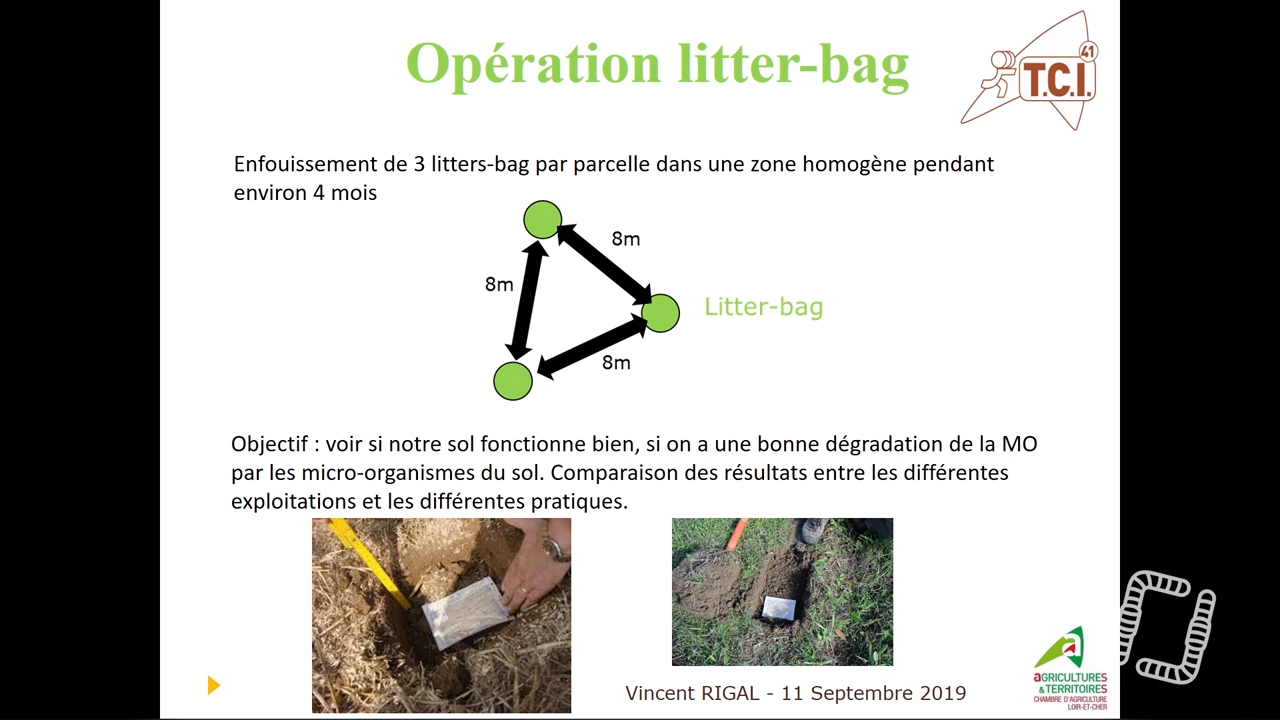 Opération litter-bag
41
T.C.I.
Enfouissement de 3 litters-bag par parcelle dans une zone homogène pendant
environ 4 mois
8m
8m
Litter-bag
8m
Objectif : voir si notre sol fonctionne bien, si on a une bonne dégradation de la MO
par les micro-organismes du sol. Comparaison des résultats entre les différentes
exploitations et les différentes pratiques.
Vincent RIGAL - 11 Septembre 2019
aGRICULTURES
& TERRITOIRES
CHAMBRE D'AGRICULTURE
LOIR-ET-CHER